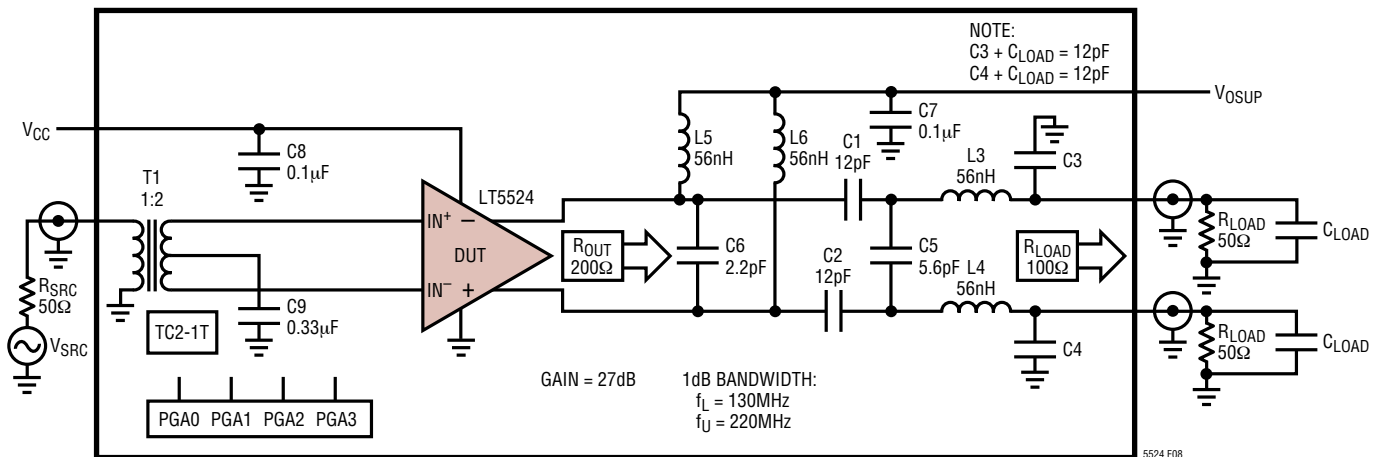 NOTE:
C3 + CLOAD = 12pF
C4 + CLOAD = 12pF
VOSUP
VCC
C8
0.1µF
L5
56nH
L6
56nH
C7
0.1µF
C1
12pF
L3
56nH
C3
T1
1:2
LT5524
IN+
−
DUT
IN−
+
ROUT
200Ω
C6
2.2pF
C2
12pF
C5
5.6pF
L4
56nH
RLOAD
100Ω
RLOAD
50Ω
CLOAD
RLOAD
50Ω
CLOAD
RSRC
50Ω
VSRC
TC2-1T
C9
0.33µF
C4
GAIN = 27dB
1dB BANDWIDTH:
fL = 130MHz
fU = 220MHz
PGA0 PGA1 PGA2 PGA3
5524 F08